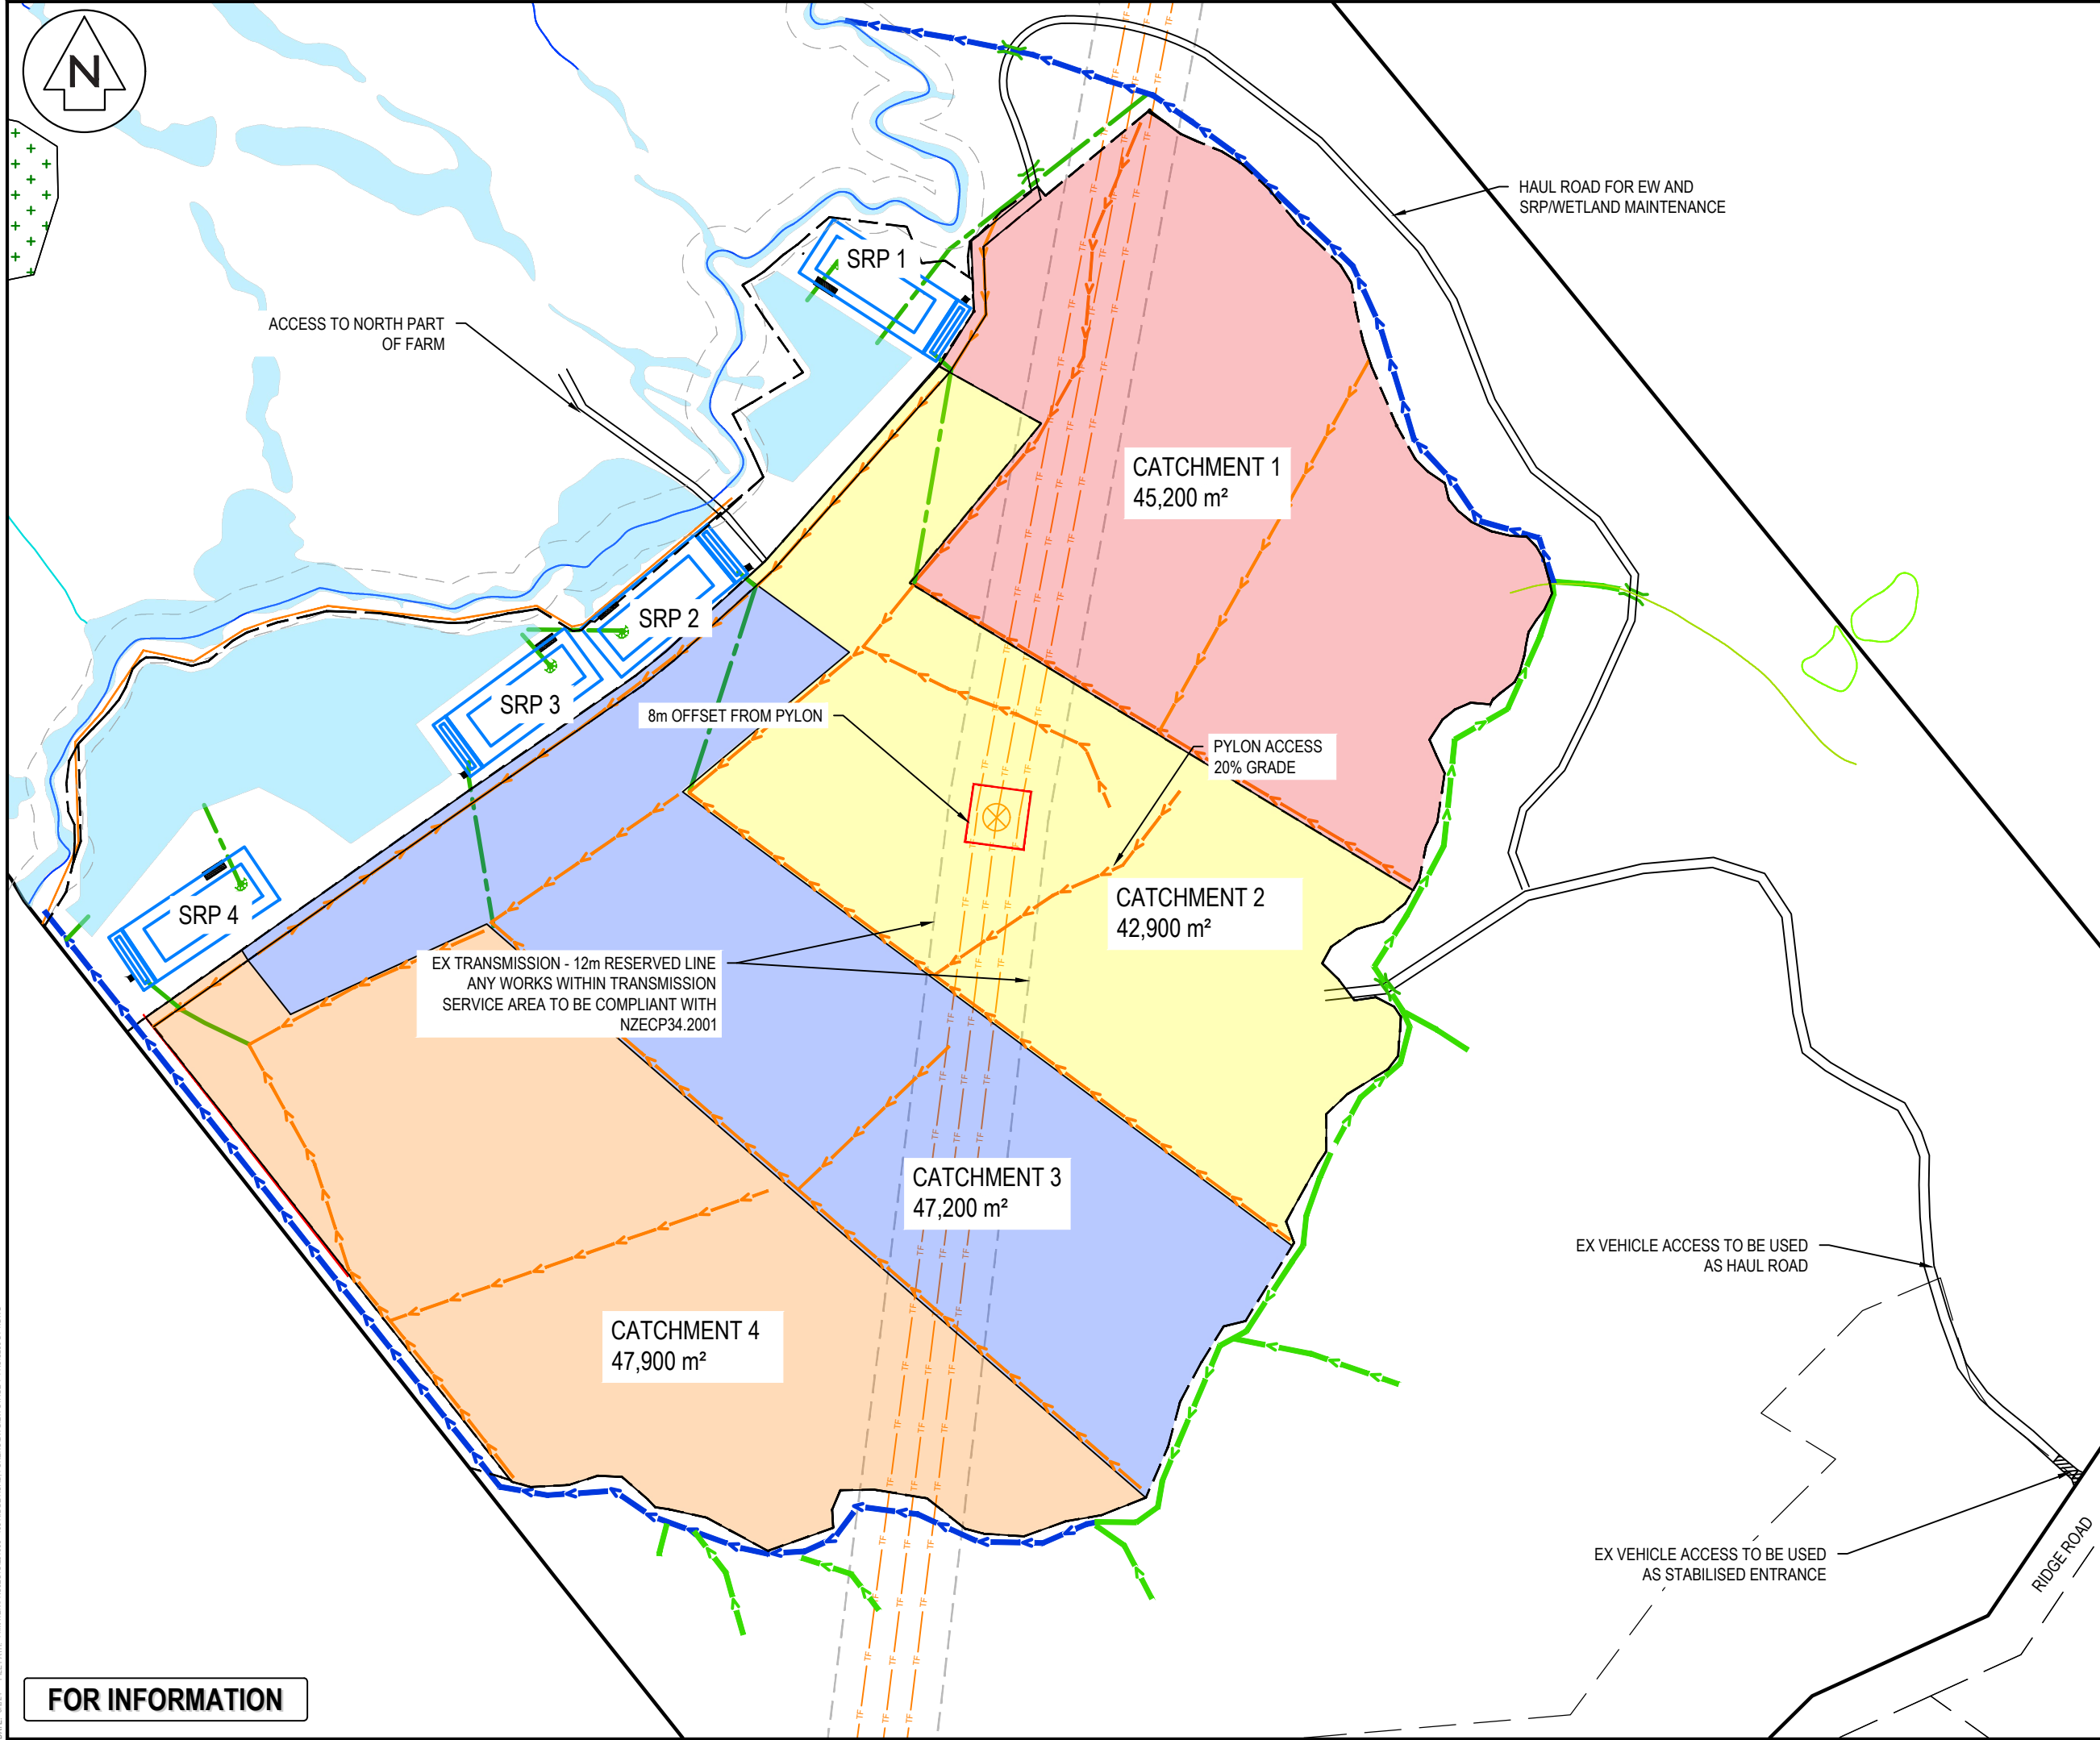 N
HAUL ROAD FOR EW AND
SRP/WETLAND MAINTENANCE
SRP 1
ACCESS TO NORTH PART
OF FARM
CATCHMENT 1
45,200 m²
SRP 2
SRP 3
8m OFFSET FROM PYLON
PYLON ACCESS
20% GRADE
CATCHMENT 2
42,900 m²
SRP 4
EX TRANSMISSION - 12m RESERVED LINE
ANY WORKS WITHIN TRANSMISSION
SERVICE AREA TO BE COMPLIANT WITH
NZECP34.2001
CATCHMENT 3
47,200 m²
EX VEHICLE ACCESS TO BE USED
AS HAUL ROAD
CATCHMENT 4
47,900 m²
EX VEHICLE ACCESS TO BE USED
AS STABILISED ENTRANCE
RIDGE ROAD
FOR INFORMATION